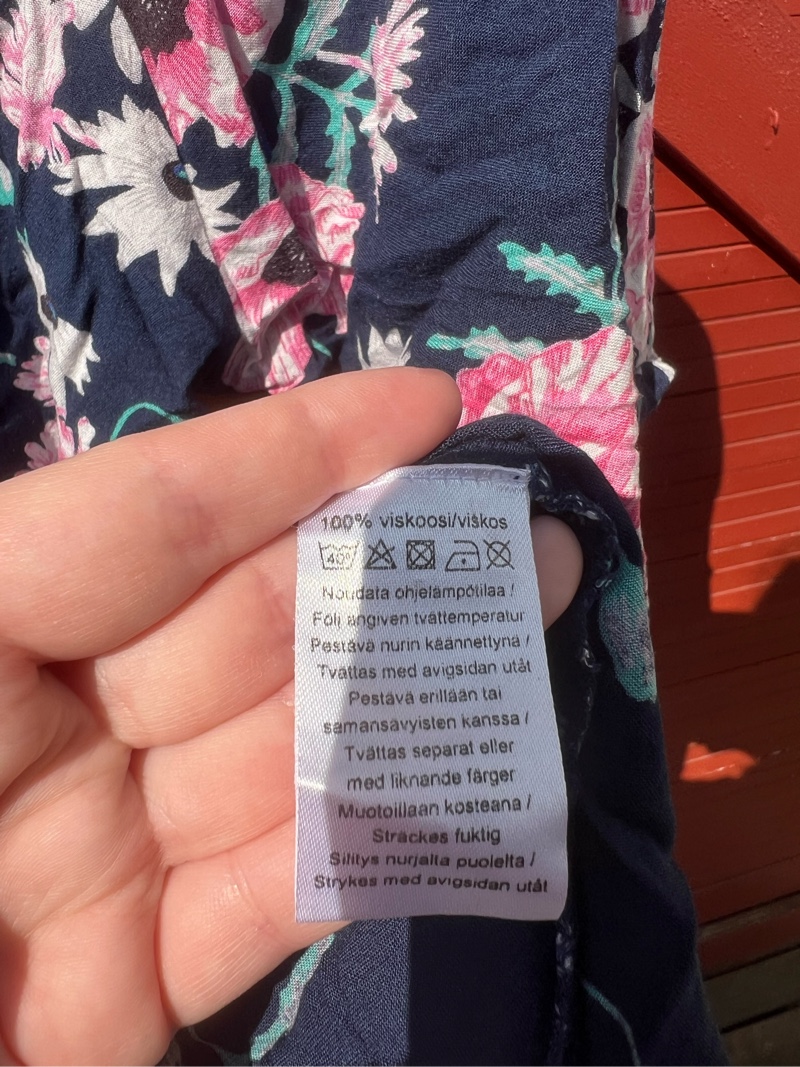 100% viskoosi/viskos
40°
Noudata ohjelämpötilaa /
Följ angiven tvättemperatur
Pestävä nurin käännettynä /
Tvättas med avigsidan utåt
Pestävä erillään tai
samansävyisten kanssa /
Tvättas separat eller
med liknande färger
Muotoillaan kosteana /
Sträckes fuktig
Silitys nurjalta puolelta /
Strykes med avigsidan utåt